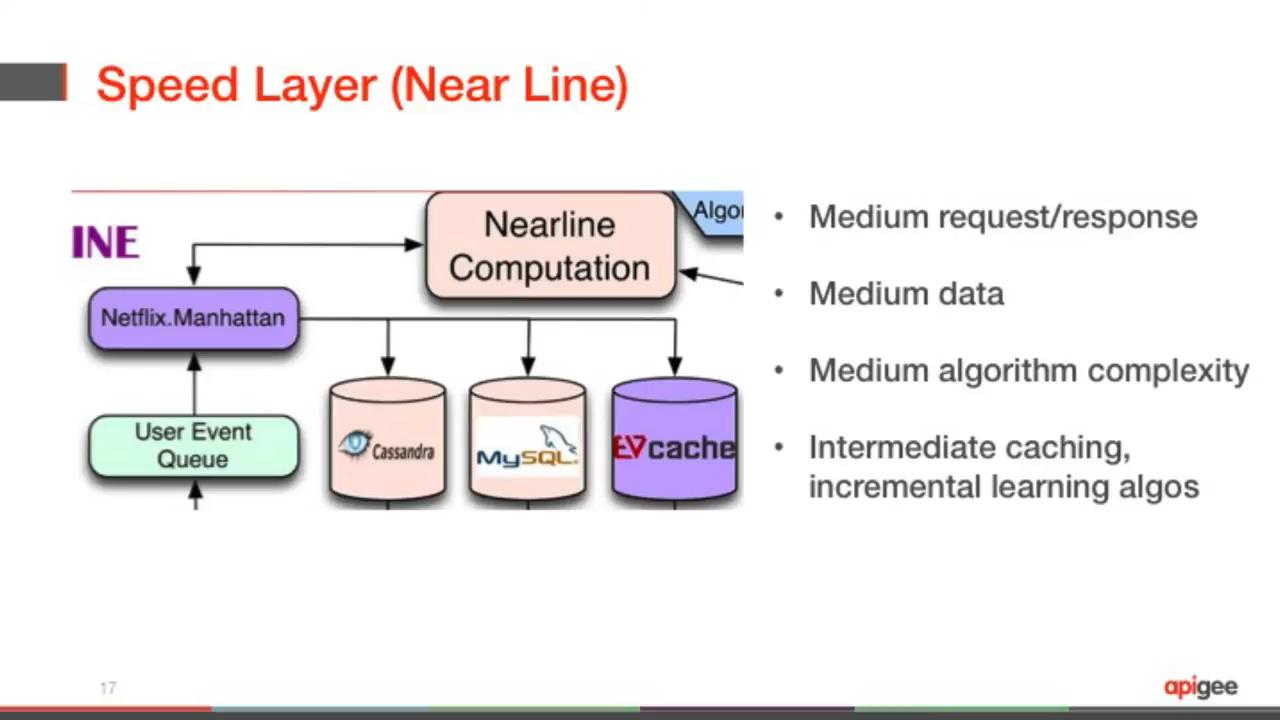 Speed Layer (Near Line)
INE
Nearline
Computation
Algor
Netflix.Manhattan
User Event
Queue
Cassandra
MySQL.
EVcache
• Medium request/response
• Medium data
• Medium algorithm complexity
• Intermediate caching,
incremental learning algos
17
apigee